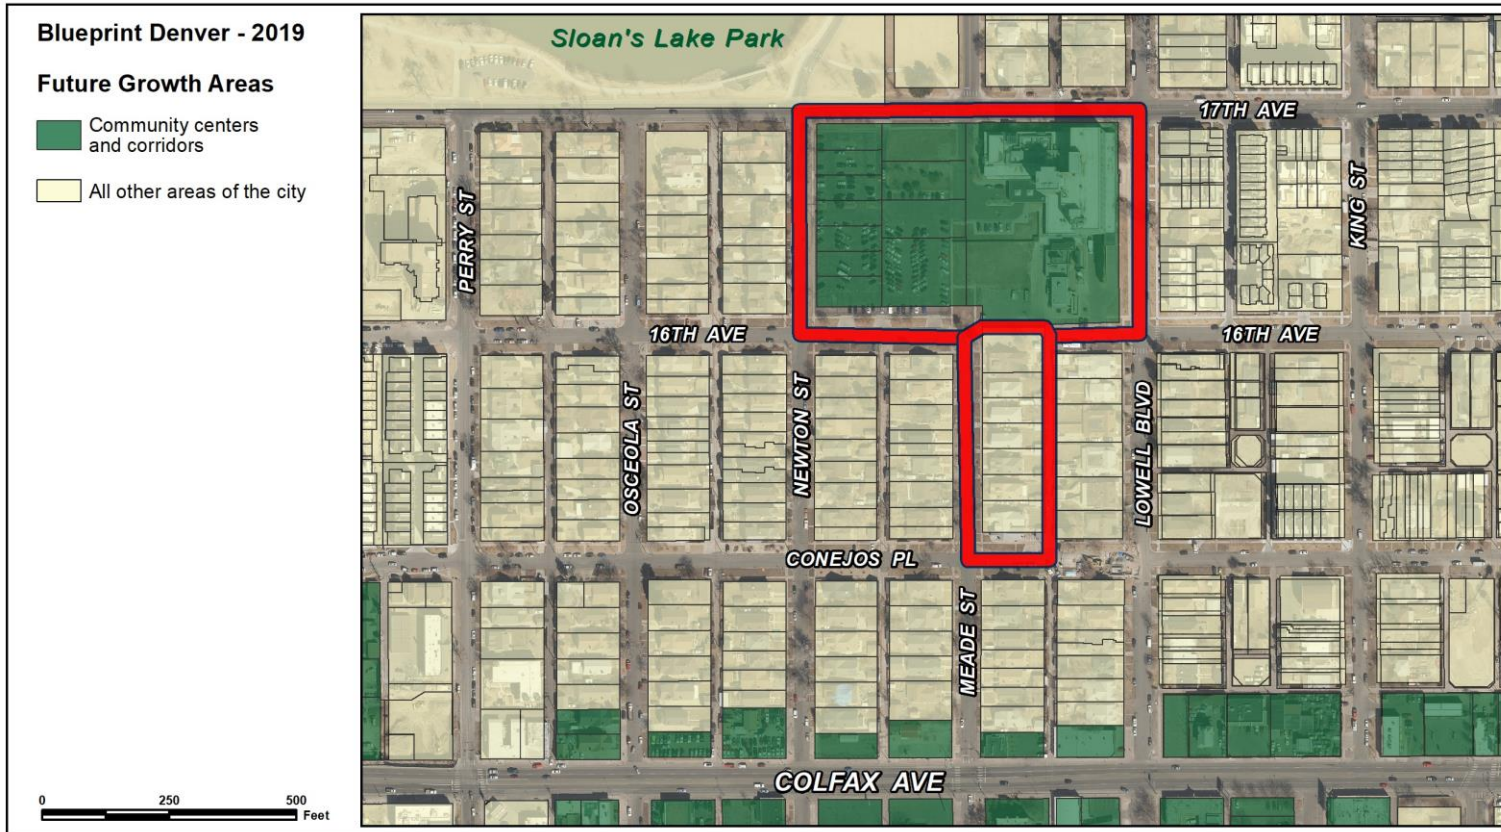 Blueprint Denver - 2019
Future Growth Areas
Community centers
and corridors
All other areas of the city
0 250 500
Feet
Sloan's Lake Park
17TH AVE
PERRY ST
KING ST
16TH AVE
16TH AVE
OSCEOLA ST
NEWTON ST
LOWELL BLVD
CONEJOS PL
MEADE ST
COLFAX AVE